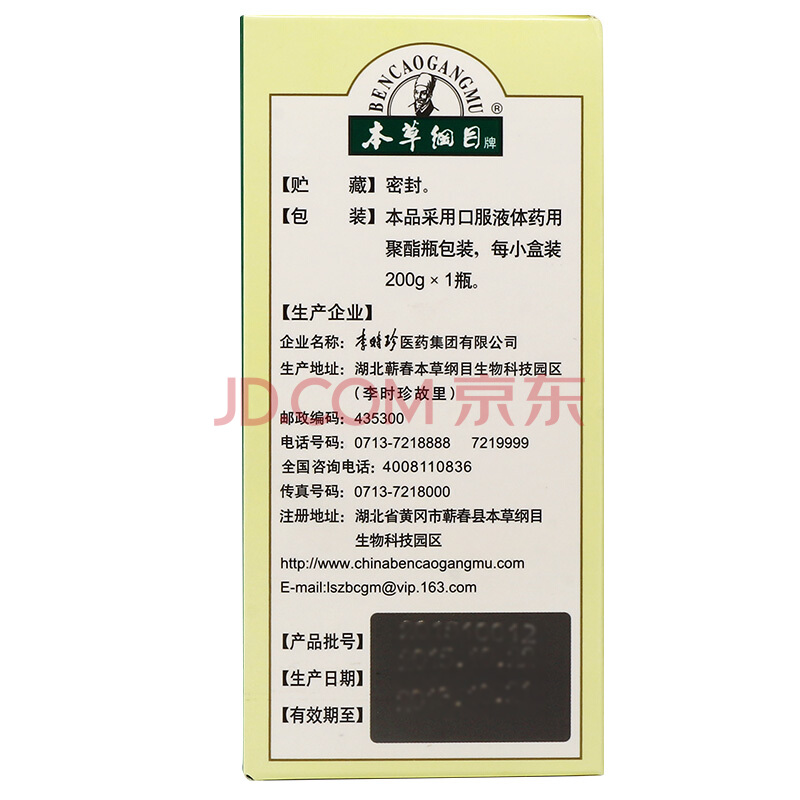 BENCAOGANGMU
®
本草纲目牌
【贮 藏】密封。
【包 装】本品采用口服液体药用
聚酯瓶包装，每小盒装
200g × 1瓶。
【生产企业】
企业名称：李时珍医药集团有限公司
生产地址：湖北蕲春本草纲目生物科技园区
（李时珍故里）
JD.COM 京东
邮政编码：435300
电话号码：0713-7218888 7219999
全国咨询电话：4008110836
传真号码：0713-7218000
注册地址：湖北省黄冈市蕲春县本草纲目
生物科技园区
http://www.chinabencaogangmu.com
E-mail:lszbcgm@vip.163.com
【产品批号】
【生产日期】
【有效期至】